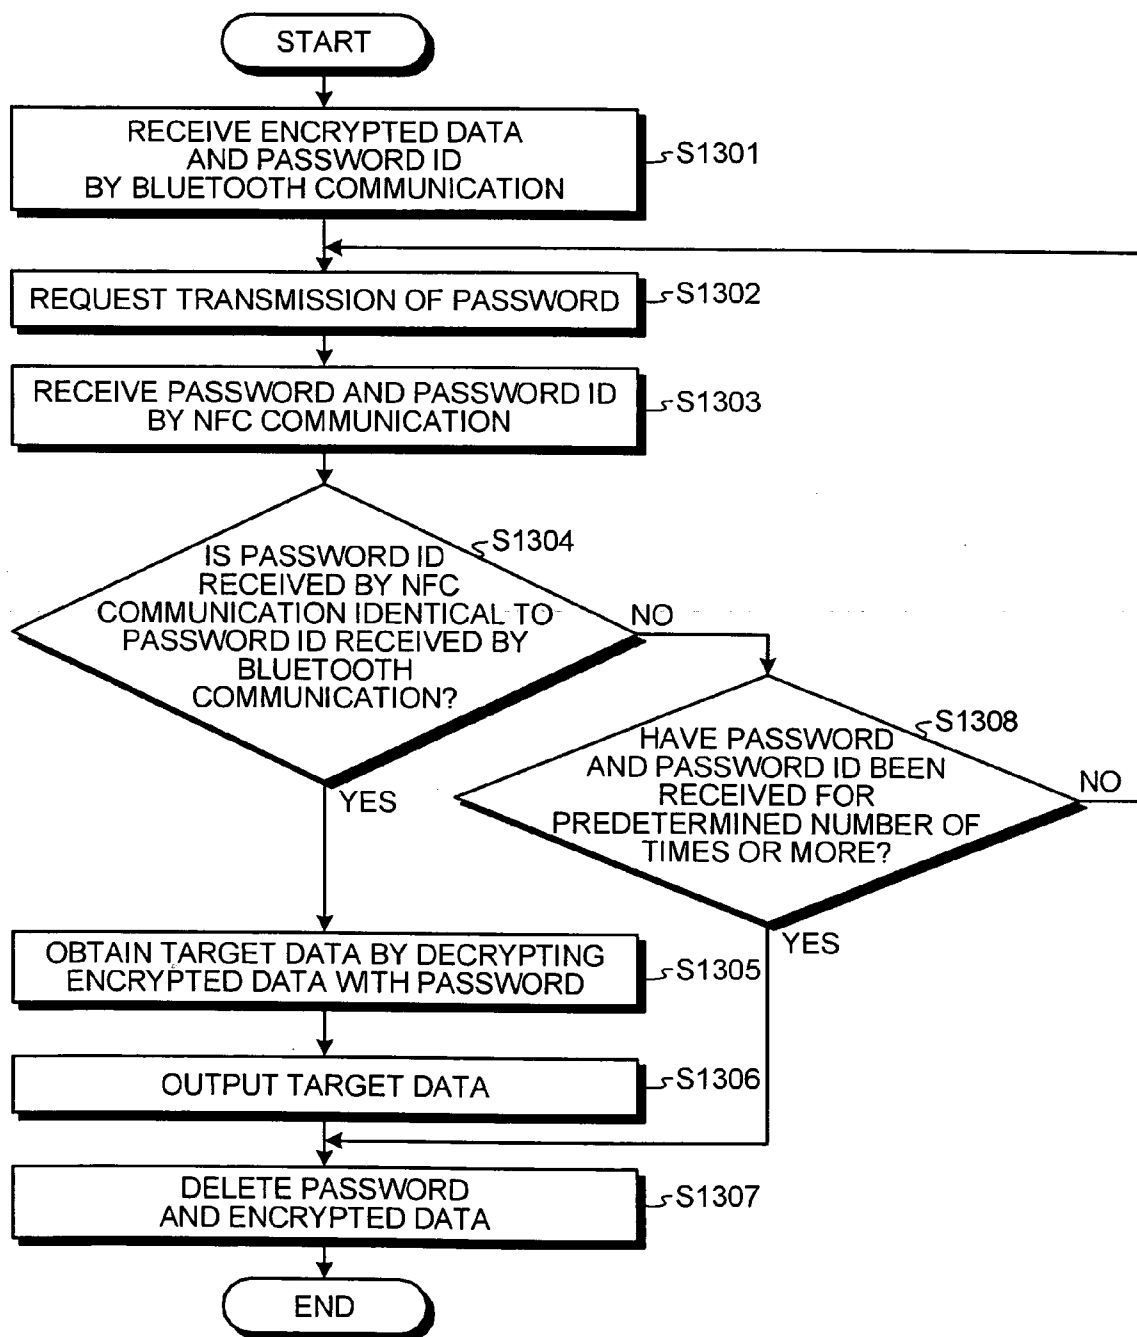 START
RECEIVE ENCRYPTED DATA
AND PASSWORD ID
BY BLUETOOTH COMMUNICATION
S1301
REQUEST TRANSMISSION OF PASSWORD
S1302
RECEIVE PASSWORD AND PASSWORD ID
BY NFC COMMUNICATION
S1303
S1304
IS PASSWORD ID
RECEIVED BY NFC
COMMUNICATION IDENTICAL TO
PASSWORD ID RECEIVED BY
BLUETOOTH
COMMUNICATION?
NO
YES
S1308
HAVE PASSWORD
AND PASSWORD ID BEEN
RECEIVED FOR
PREDETERMINED NUMBER OF
TIMES OR MORE?
NO
YES
OBTAIN TARGET DATA BY DECRYPTING
ENCRYPTED DATA WITH PASSWORD
S1305
OUTPUT TARGET DATA
S1306
DELETE PASSWORD
AND ENCRYPTED DATA
S1307
END